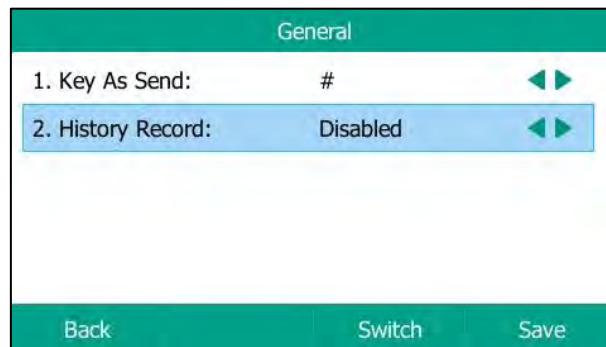 General
1. Key As Send: #
2. History Record: Disabled
Back Switch Save